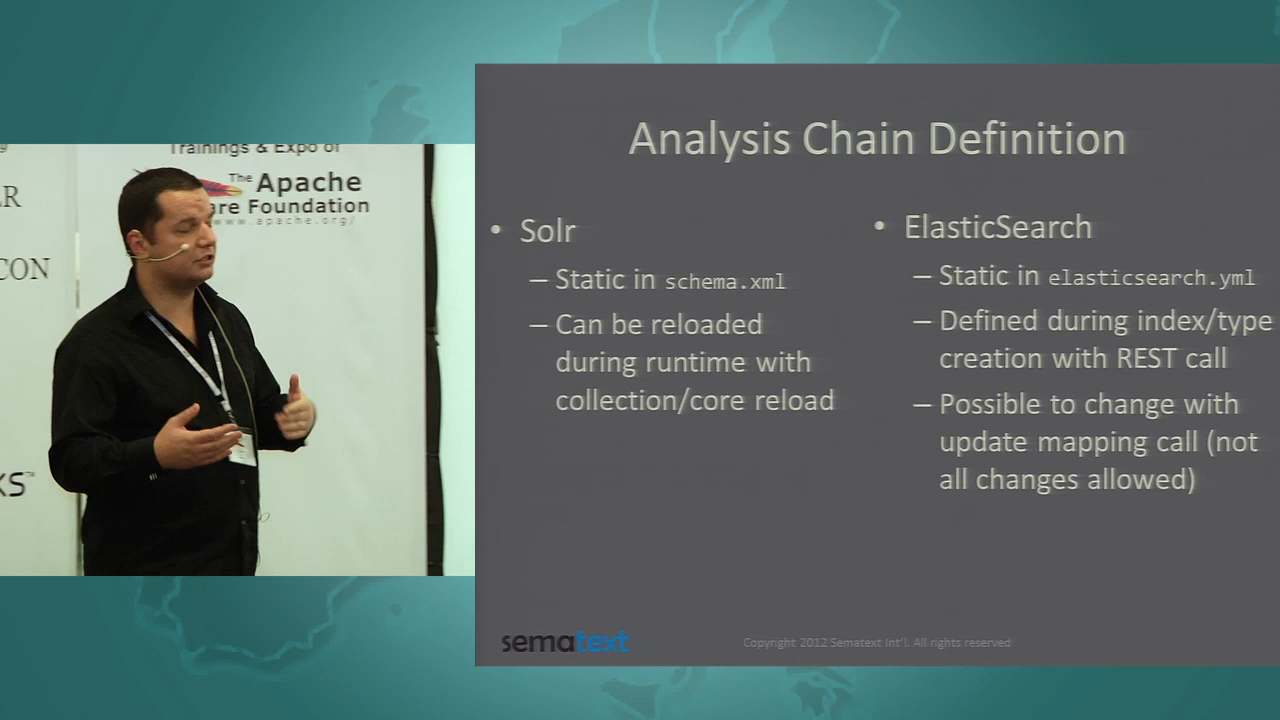 Trainings & Expo of
The Apache
are Foundation
www.apache.org/
ER
CON
KS™
Analysis Chain Definition
• Solr
– Static in schema.xml
– Can be reloaded
during runtime with
collection/core reload
• ElasticSearch
– Static in elasticsearch.yml
– Defined during index/type
creation with REST call
– Possible to change with
update mapping call (not
all changes allowed)
sematext
Copyright 2012 Sematext Int'l. All rights reserved